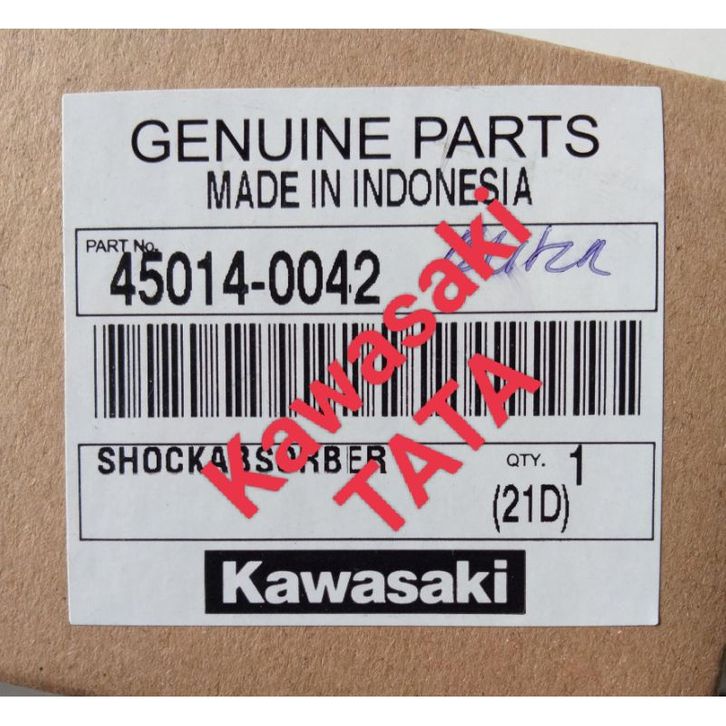 GENUINE PARTS
MADE IN INDONESIA
PART No.
45014-0042
SHOCKABSORBER
QTY. 1
(21D)
Kawasaki
Kawasaki
TATA